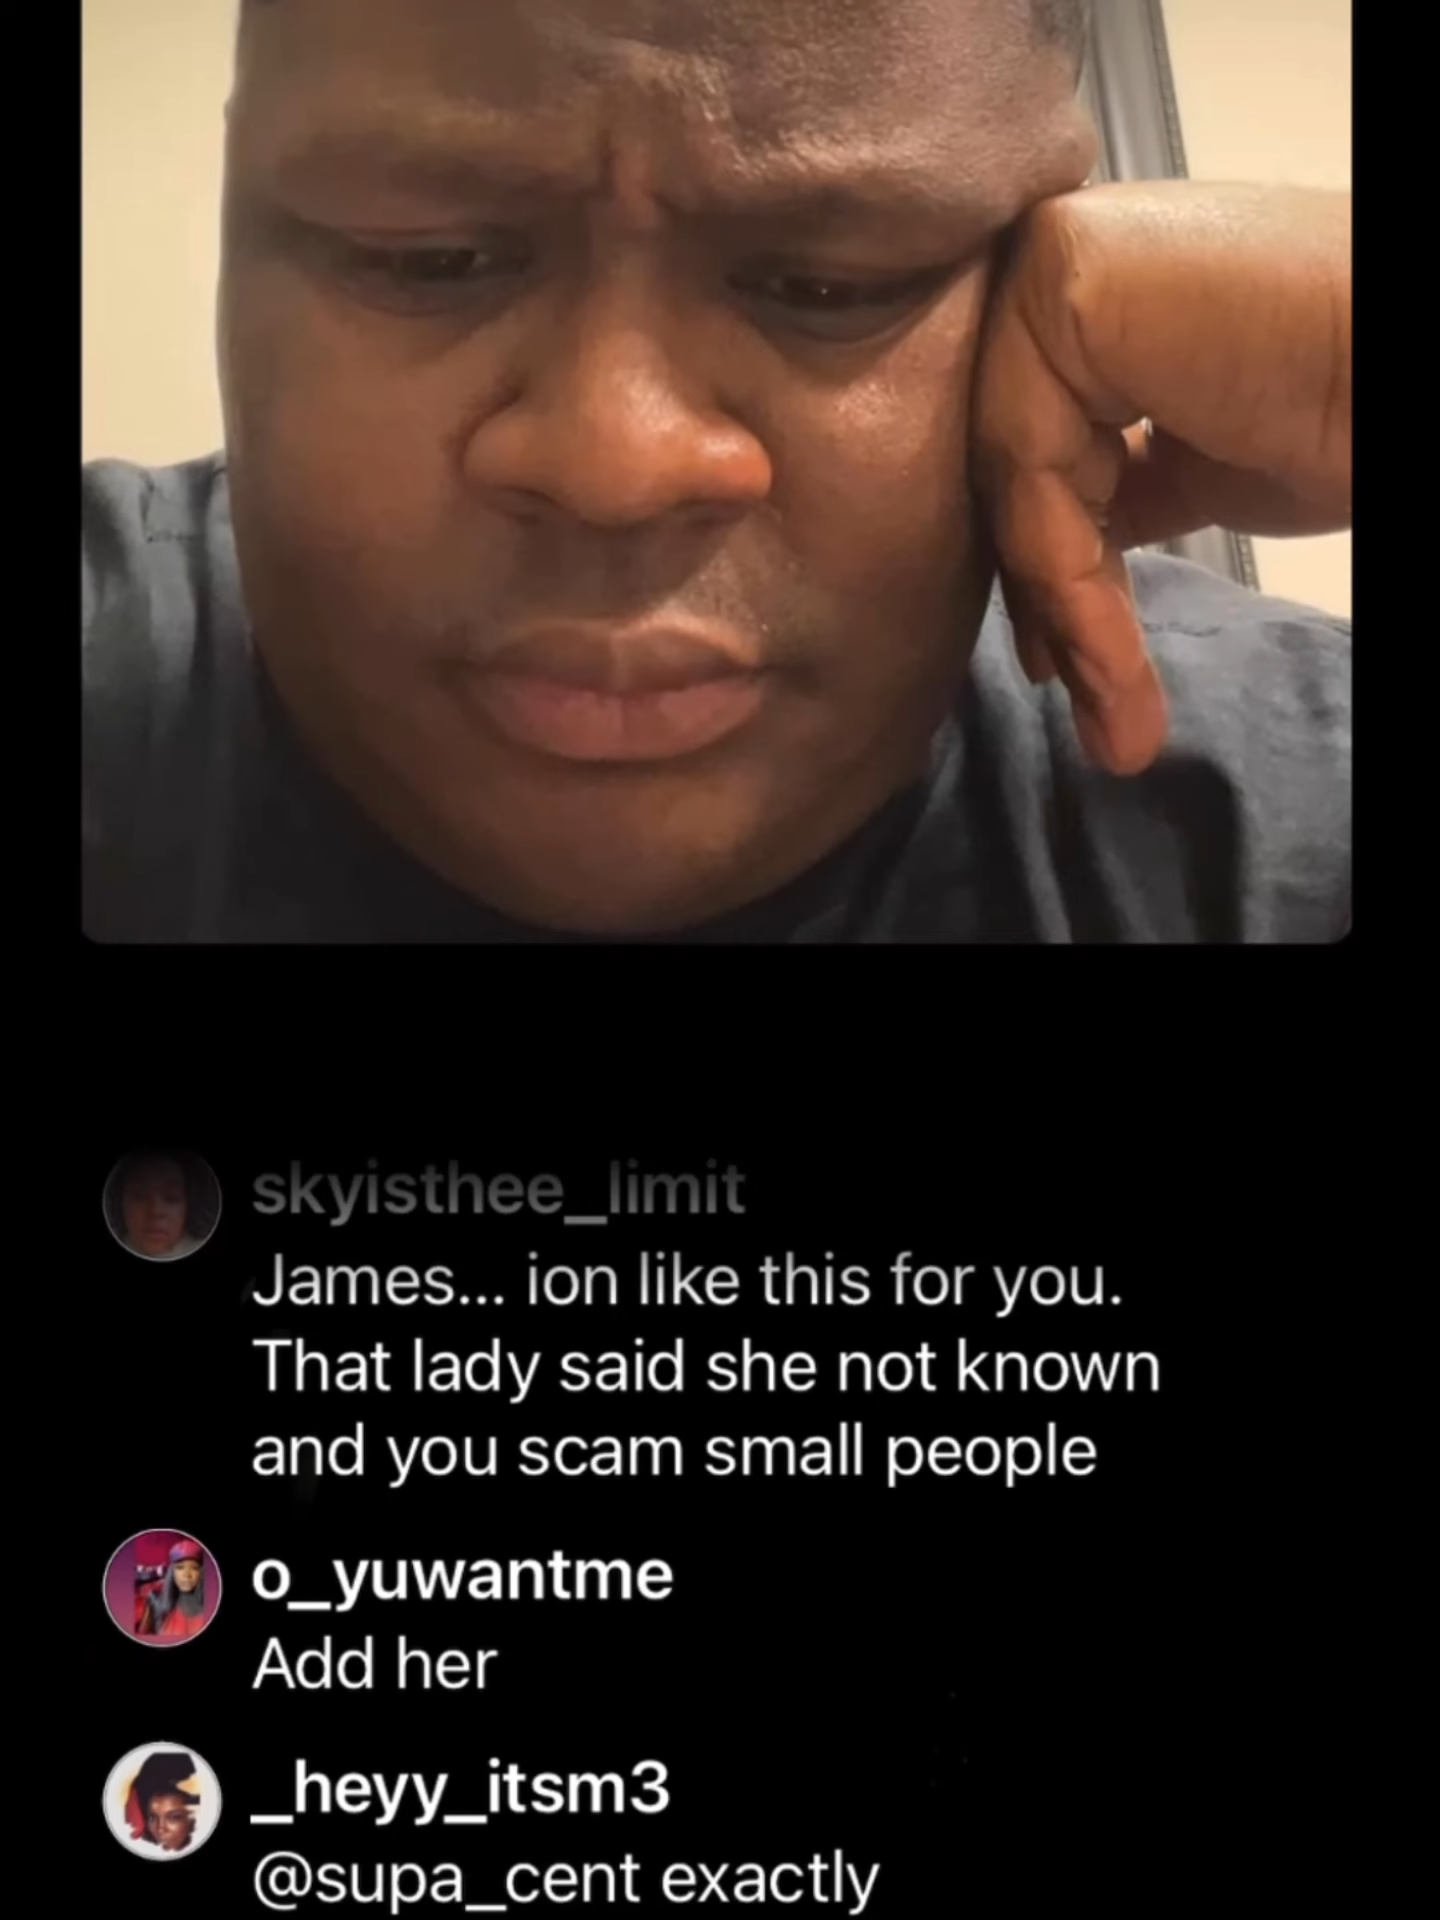 skyisthee_limit
James... ion like this for you.
That lady said she not known
and you scam small people
o_yuwantme
Add her
_heyy_itsm3
@supa_cent exactly